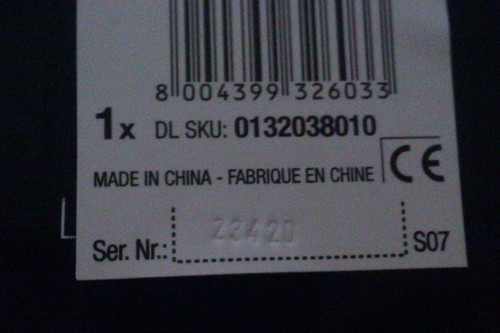 8 004399 326033
1x DL SKU: 0132038010
MADE IN CHINA - FABRIQUE EN CHINE CE
23420
Ser. Nr.: S07